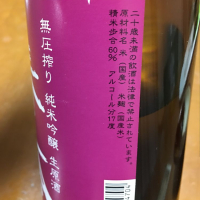 二十歳未満の飲酒は法律で禁止されています。
原材料名 米(国産) 米麹(国産米)
精米歩合60% アルコール分17度
無圧搾り 純米吟醸 生原酒